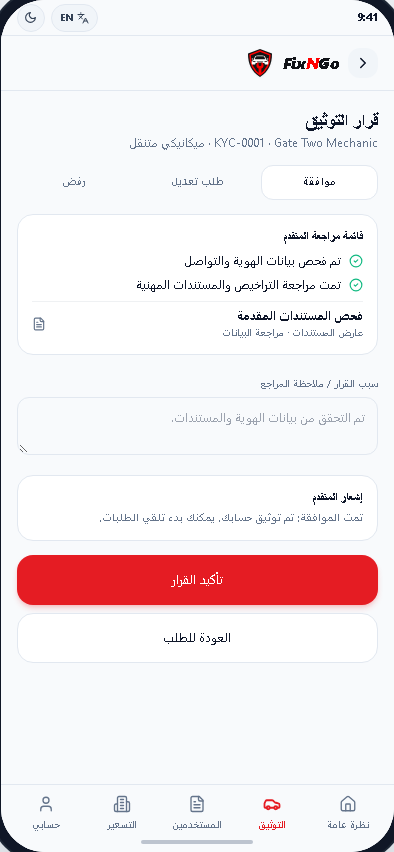 9:41
EN
FixNGo
قرار التوثيق
KYC-0001 · Gate Two Mechanic · ميكانيكي متنقل
موافقة
طلب تعديل
رفض
قائمة مراجعة المتقدم
تم فحص بيانات الهوية والتواصل
تمت مراجعة التراخيص والمستندات المهنية
فحص المستندات المقدمة
عارض المستندات · مراجعة البيانات
سبب القرار / ملاحظة المراجع
تم التحقق من بيانات الهوية والمستندات.
إشعار المتقدم
تمت الموافقة: تم توثيق حسابك. يمكنك بدء تلقي الطلبات.
تأكيد القرار
العودة للطلب
نظرة عامة
التوثيق
المستخدمين
التسعير
حسابي